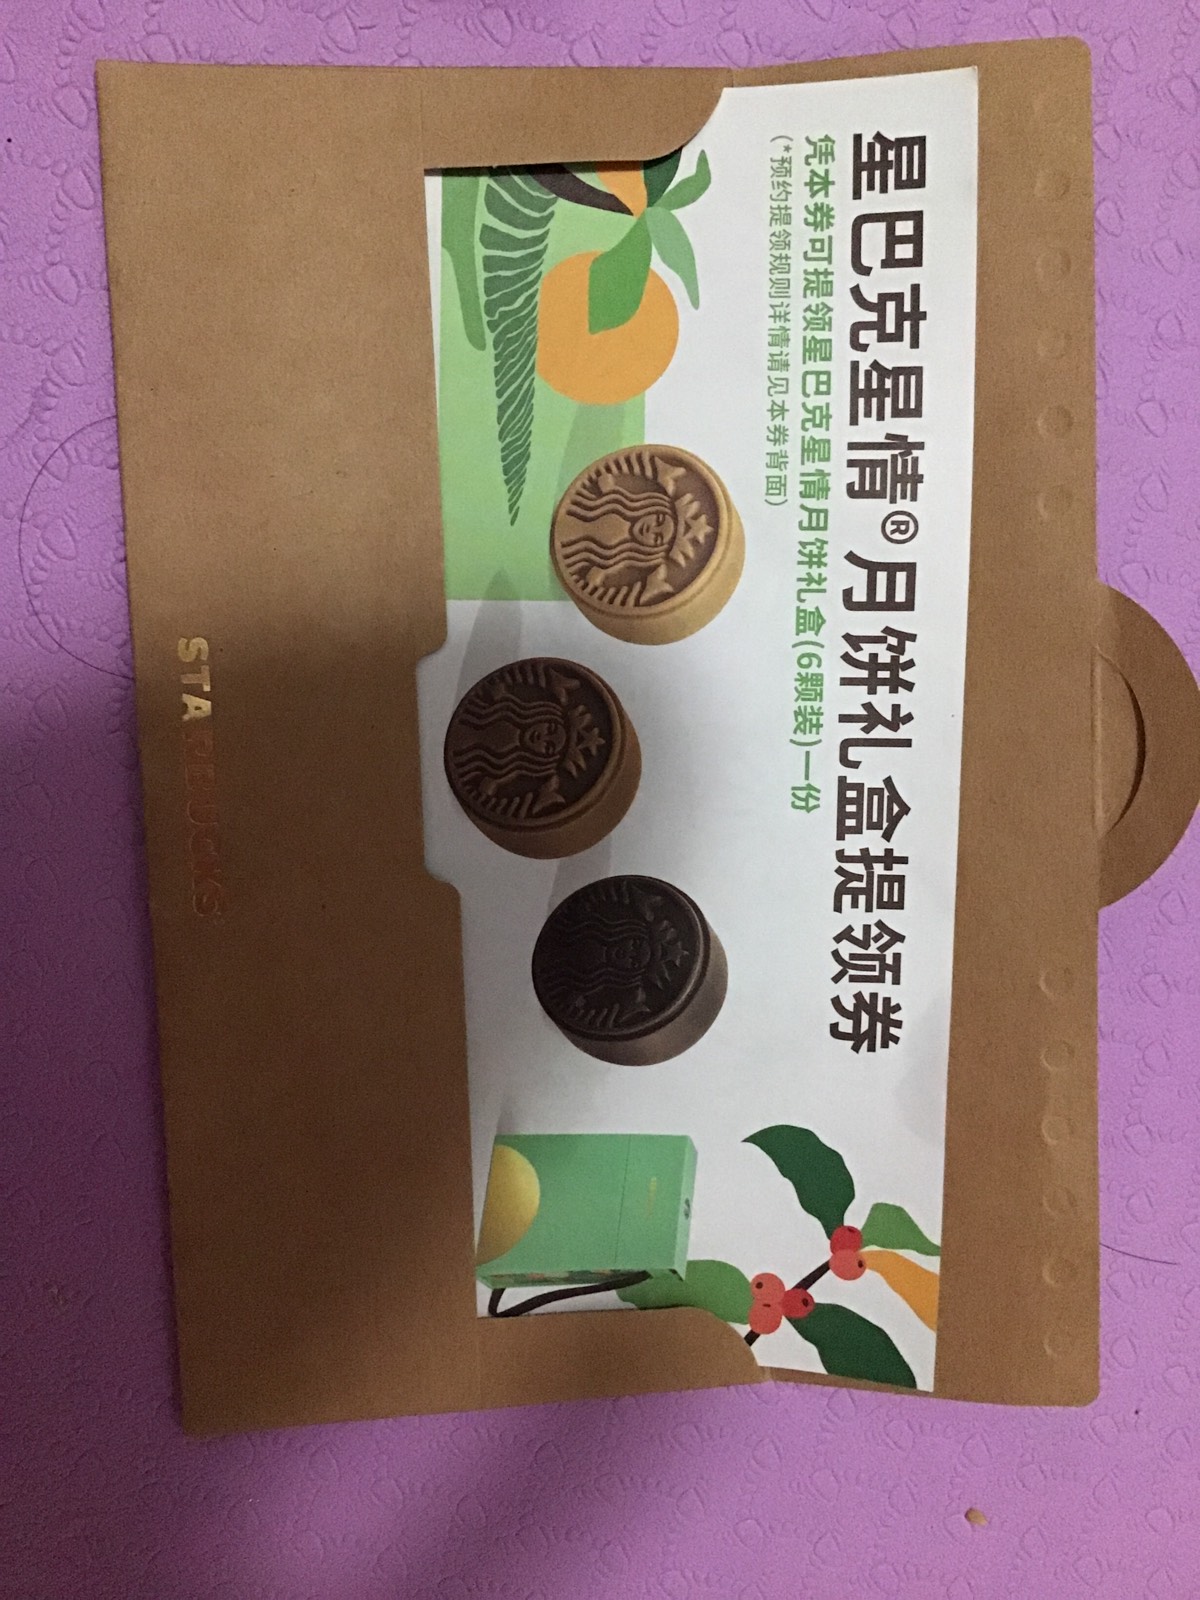 星巴克星情®月饼礼盒提领券
凭本券可提领星巴克星情月饼礼盒(6颗装)一份
(*预约提领规则详情请见本券背面)
STARBUCKS